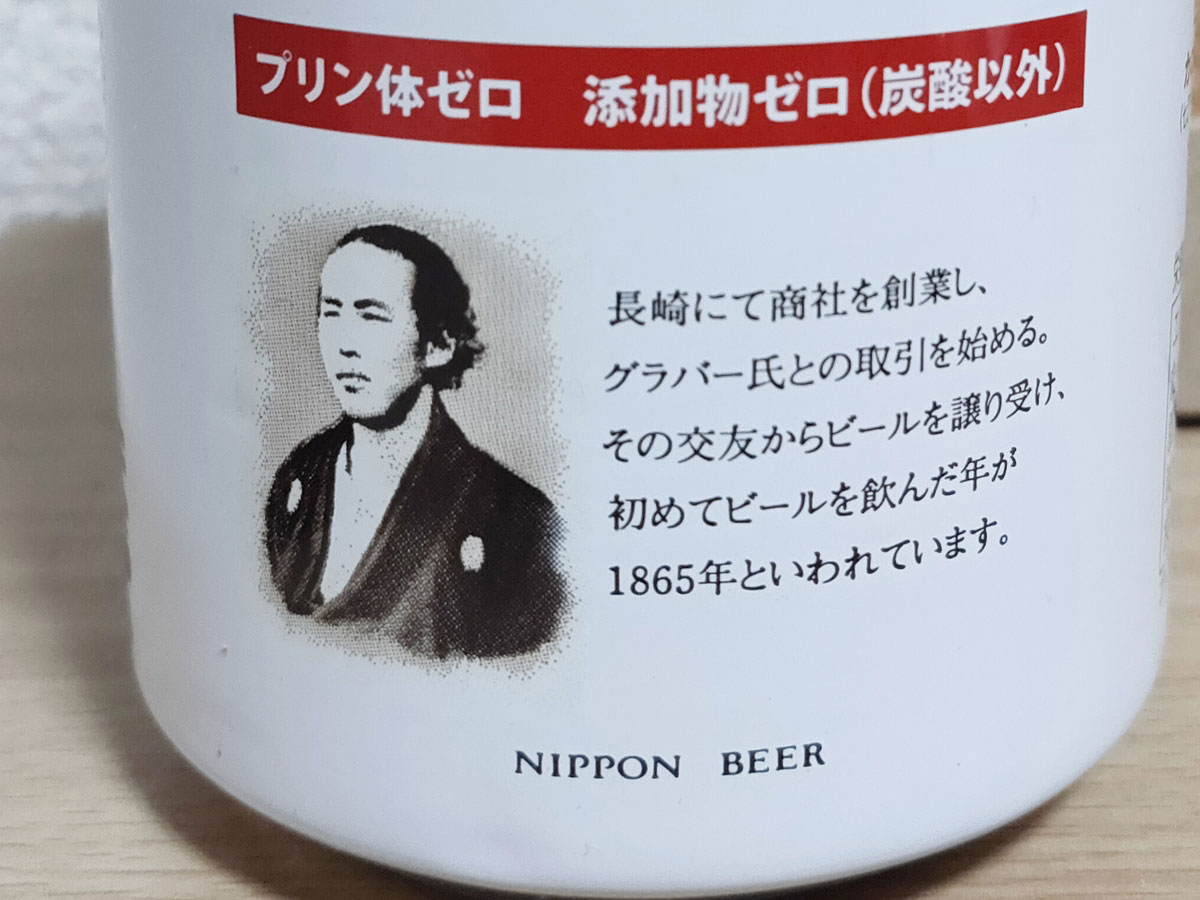 プリン体ゼロ　添加物ゼロ（炭酸以外）
長崎にて商社を創業し、
グラバー氏との取引を始める。
その交友からビールを譲り受け、
初めてビールを飲んだ年が
1865年といわれています。
NIPPON BEER